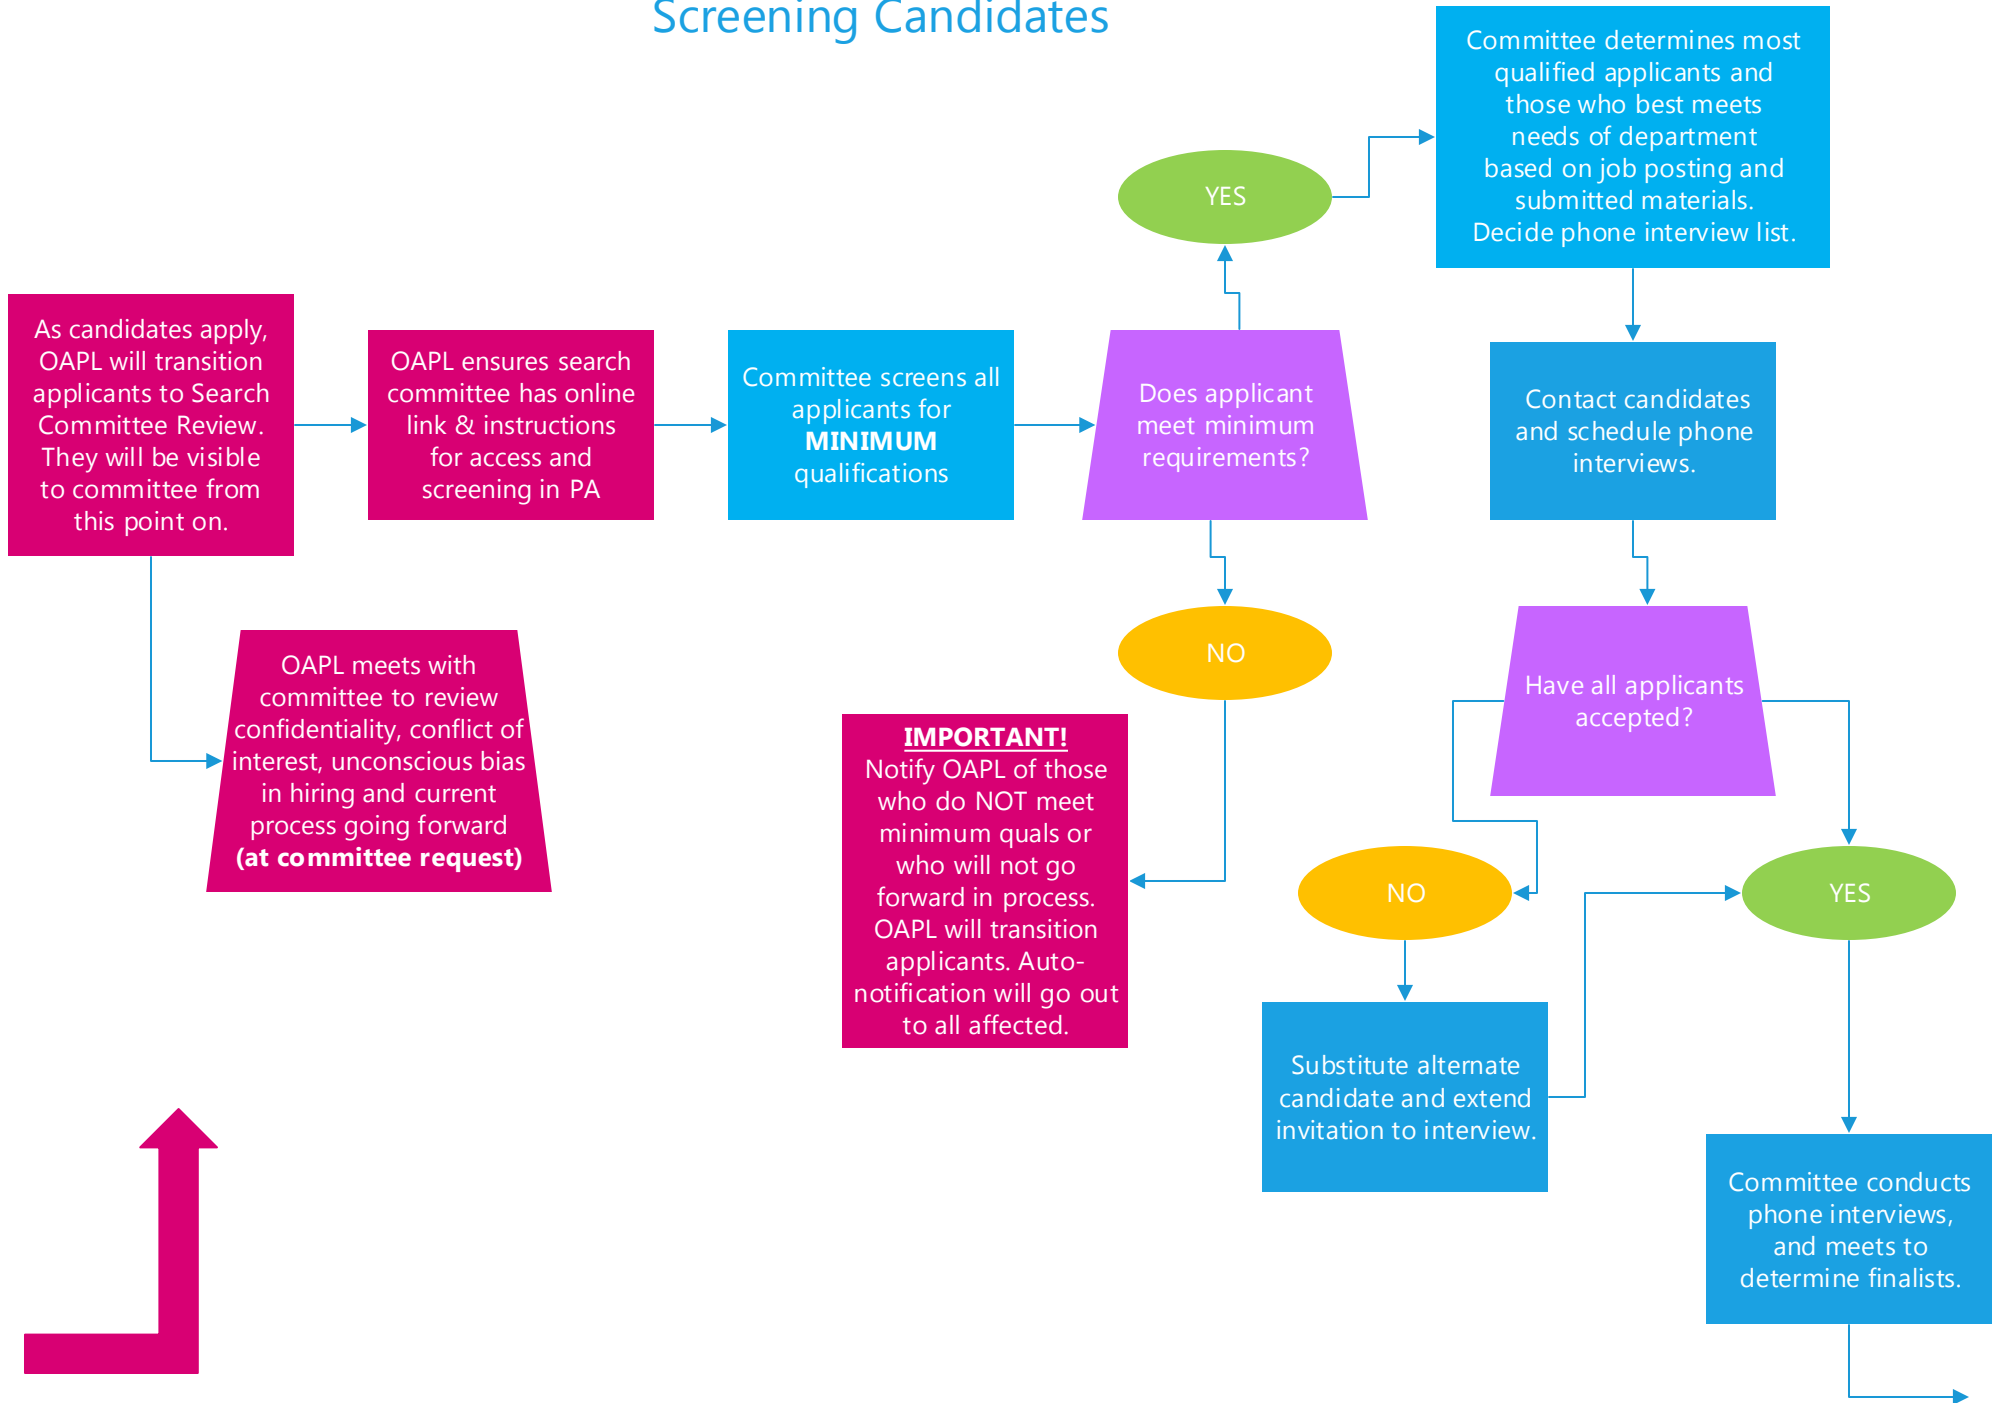 Screening Candidates
Committee determines most
qualified applicants and
those who best meets
needs of department
based on job posting and
submitted materials.
Decide phone interview list.
YES
As candidates apply,
OAPL will transition
applicants to Search
Committee Review.
They will be visible
to committee from
this point on.
OAPL ensures search
committee has online
link & instructions
for access and
screening in PA
Committee screens all
applicants for
MINIMUM
qualifications
Does applicant
meet minimum
requirements?
Contact candidates
and schedule phone
interviews.
NO
OAPL meets with
committee to review
confidentiality, conflict of
interest, unconscious bias
in hiring and current
process going forward
(at committee request)
Have all applicants
accepted?
IMPORTANT!
Notify OAPL of those
who do NOT meet
minimum quals or
who will not go
forward in process.
OAPL will transition
applicants. Auto-
notification will go out
to all affected.
NO
YES
Substitute alternate
candidate and extend
invitation to interview.
Committee conducts
phone interviews,
and meets to
determine finalists.